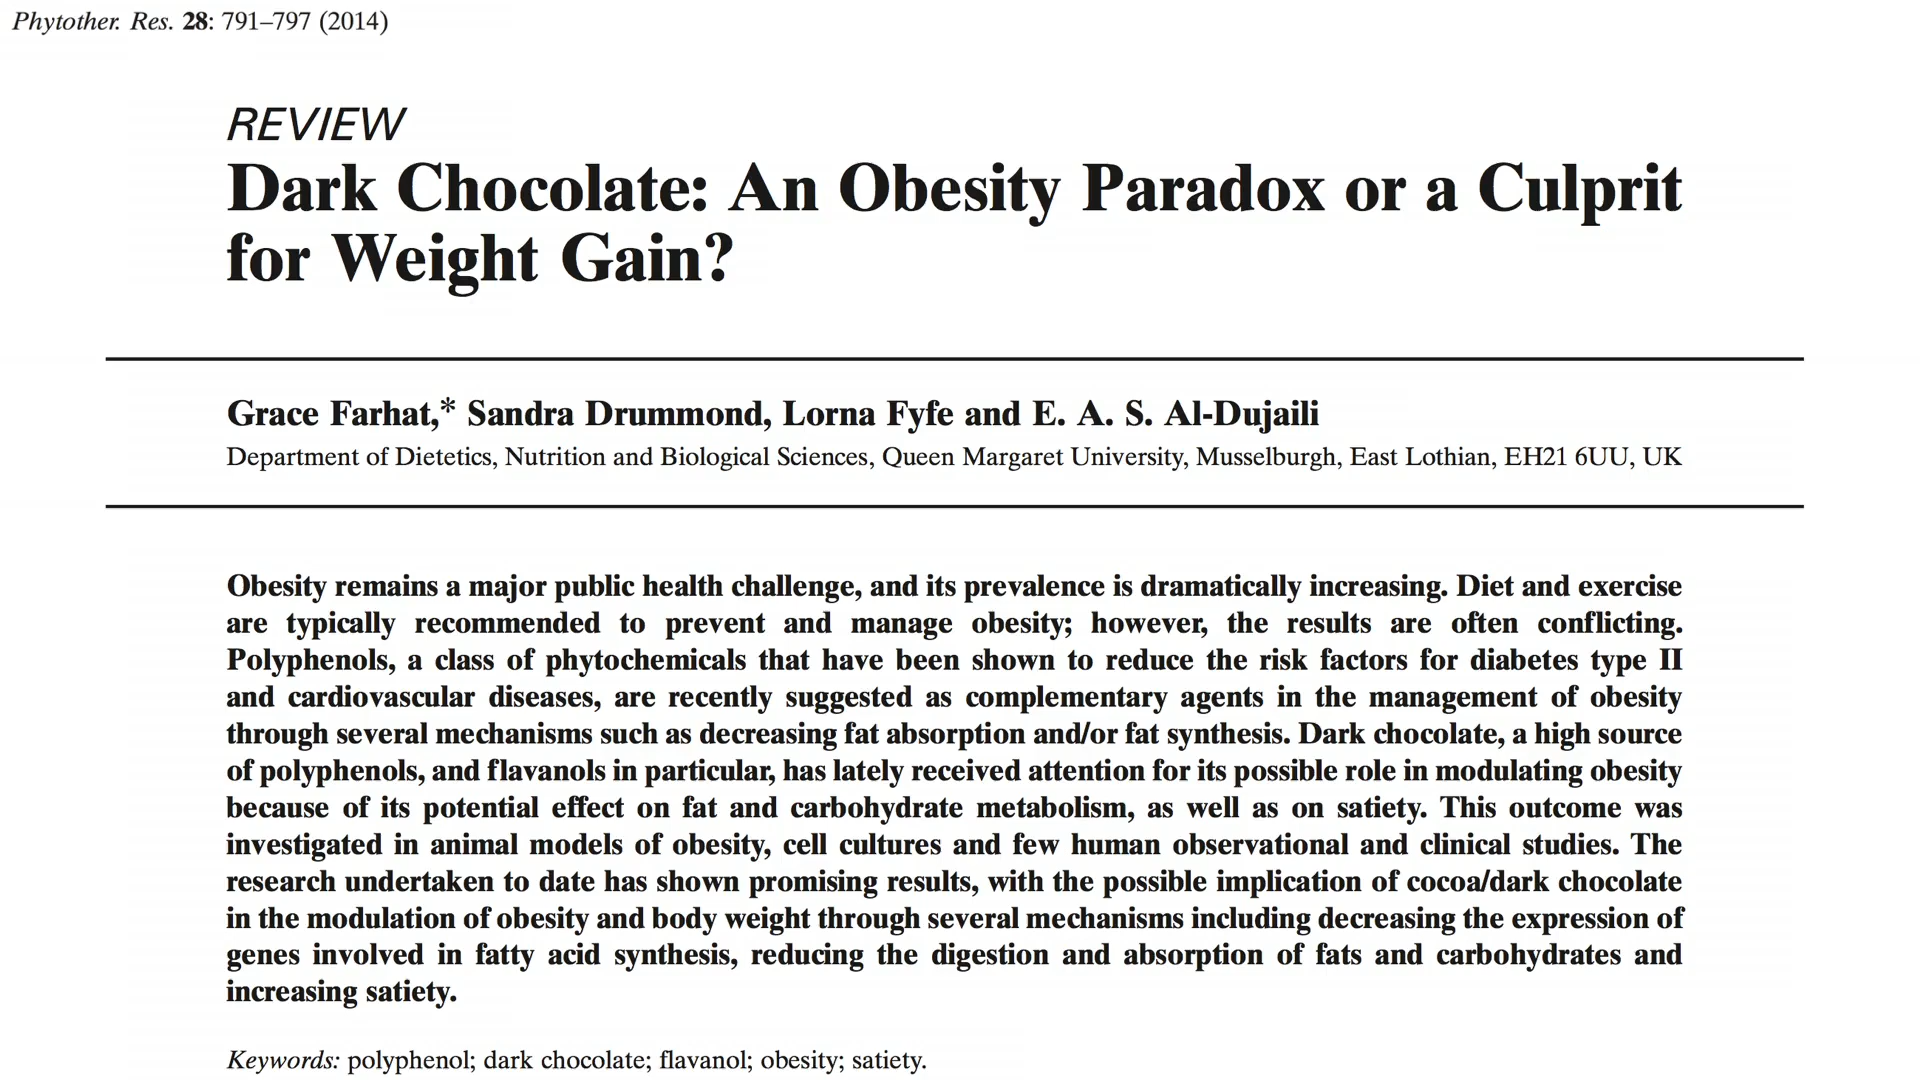 Phytother. Res. 28: 791–797 (2014)
REVIEW
Dark Chocolate: An Obesity Paradox or a Culprit
for Weight Gain?
Grace Farhat,* Sandra Drummond, Lorna Fyfe and E. A. S. Al-Dujaili
Department of Dietetics, Nutrition and Biological Sciences, Queen Margaret University, Musselburgh, East Lothian, EH21 6UU, UK
Obesity remains a major public health challenge, and its prevalence is dramatically increasing. Diet and exercise
are typically recommended to prevent and manage obesity; however, the results are often conflicting.
Polyphenols, a class of phytochemicals that have been shown to reduce the risk factors for diabetes type II
and cardiovascular diseases, are recently suggested as complementary agents in the management of obesity
through several mechanisms such as decreasing fat absorption and/or fat synthesis. Dark chocolate, a high source
of polyphenols, and flavanols in particular, has lately received attention for its possible role in modulating obesity
because of its potential effect on fat and carbohydrate metabolism, as well as on satiety. This outcome was
investigated in animal models of obesity, cell cultures and few human observational and clinical studies. The
research undertaken to date has shown promising results, with the possible implication of cocoa/dark chocolate
in the modulation of obesity and body weight through several mechanisms including decreasing the expression of
genes involved in fatty acid synthesis, reducing the digestion and absorption of fats and carbohydrates and
increasing satiety.
Keywords: polyphenol; dark chocolate; flavanol; obesity; satiety.